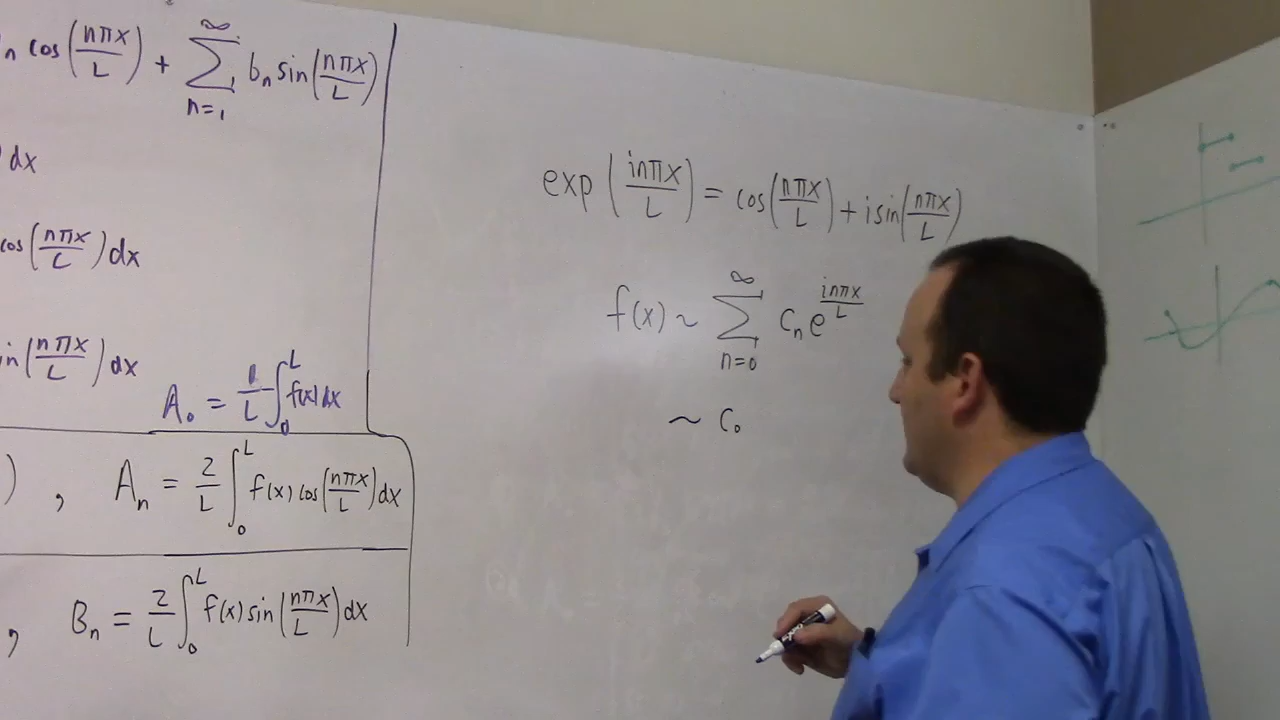 n cos(nπx/L) + ∑_{n=1}^{∞} b_n sin(nπx/L)
dx
cos(nπx/L) dx
in(nπx/L) dx
A_0 = 1/L ∫_0^L f(x) dx
) , A_n = 2/L ∫_0^L f(x) cos(nπx/L) dx
, B_n = 2/L ∫_0^L f(x) sin(nπx/L) dx
exp(inπx/L) = cos(nπx/L) + i sin(nπx/L)
f(x) ~ ∑_{n=0}^{∞} c_n e^{inπx/L}
~ c_0